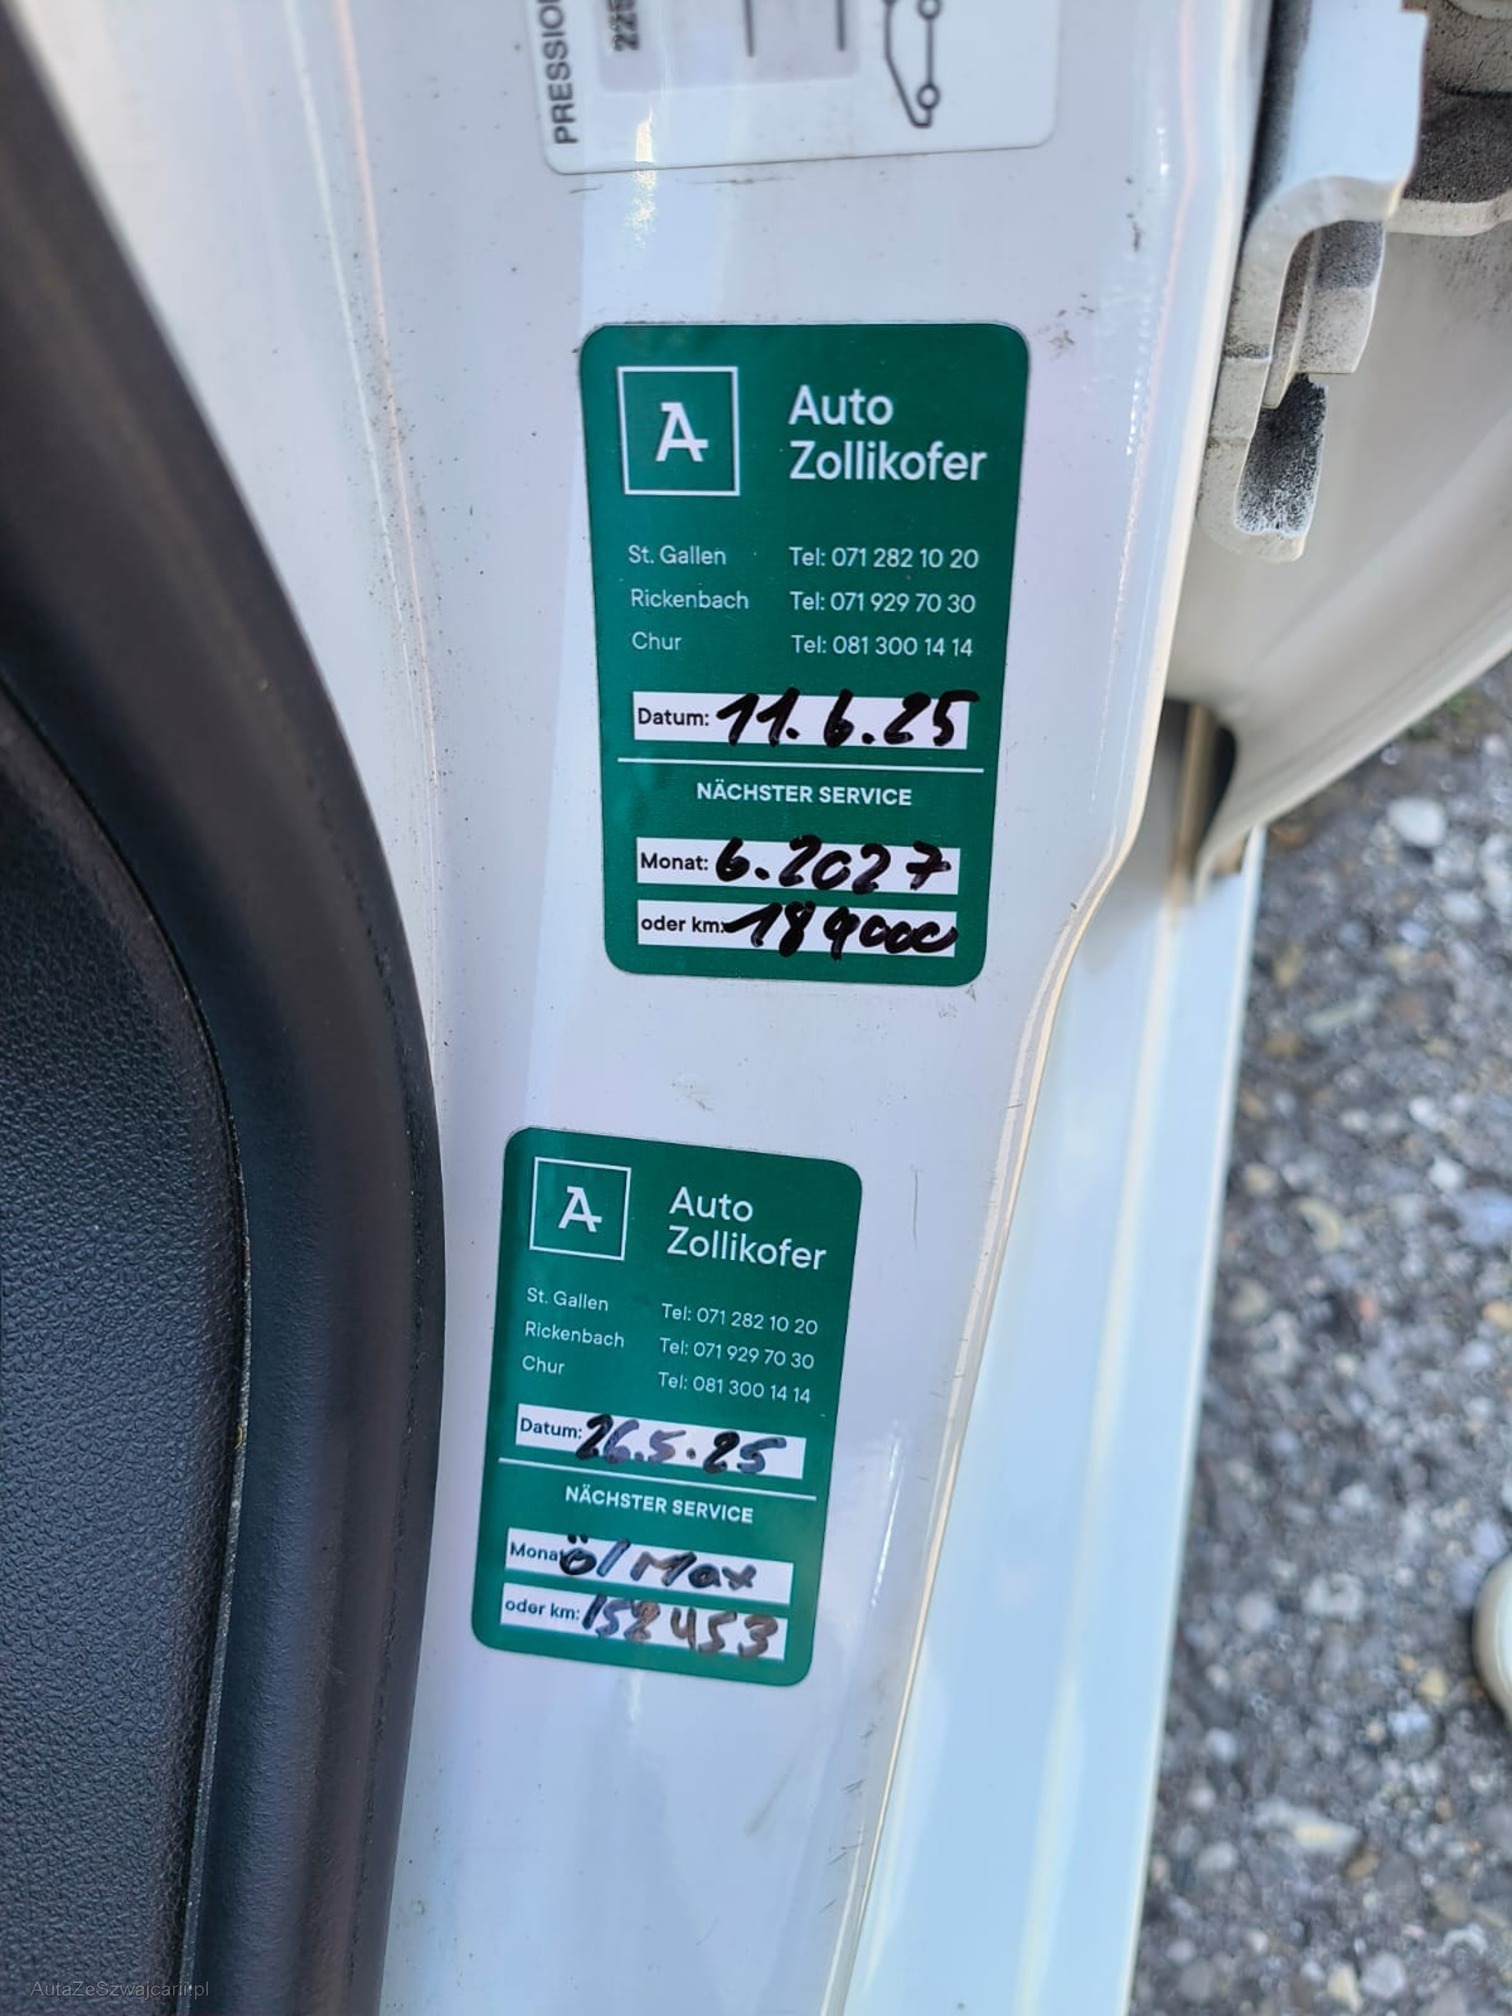 PRESSION
225
A
Auto
Zollikofer
St. Gallen Tel: 071 282 10 20
Rickenbach Tel: 071 929 70 30
Chur Tel: 081 300 14 14
Datum: 11.6.25
NÄCHSTER SERVICE
Monat: 6.2027
oder km: 189000
A
Auto
Zollikofer
St. Gallen Tel: 071 282 10 20
Rickenbach Tel: 071 929 70 30
Chur Tel: 081 300 14 14
Datum: 26.5.25
NÄCHSTER SERVICE
Monat öl Max
oder km: 152453
AutaZeSzwajcarii.pl